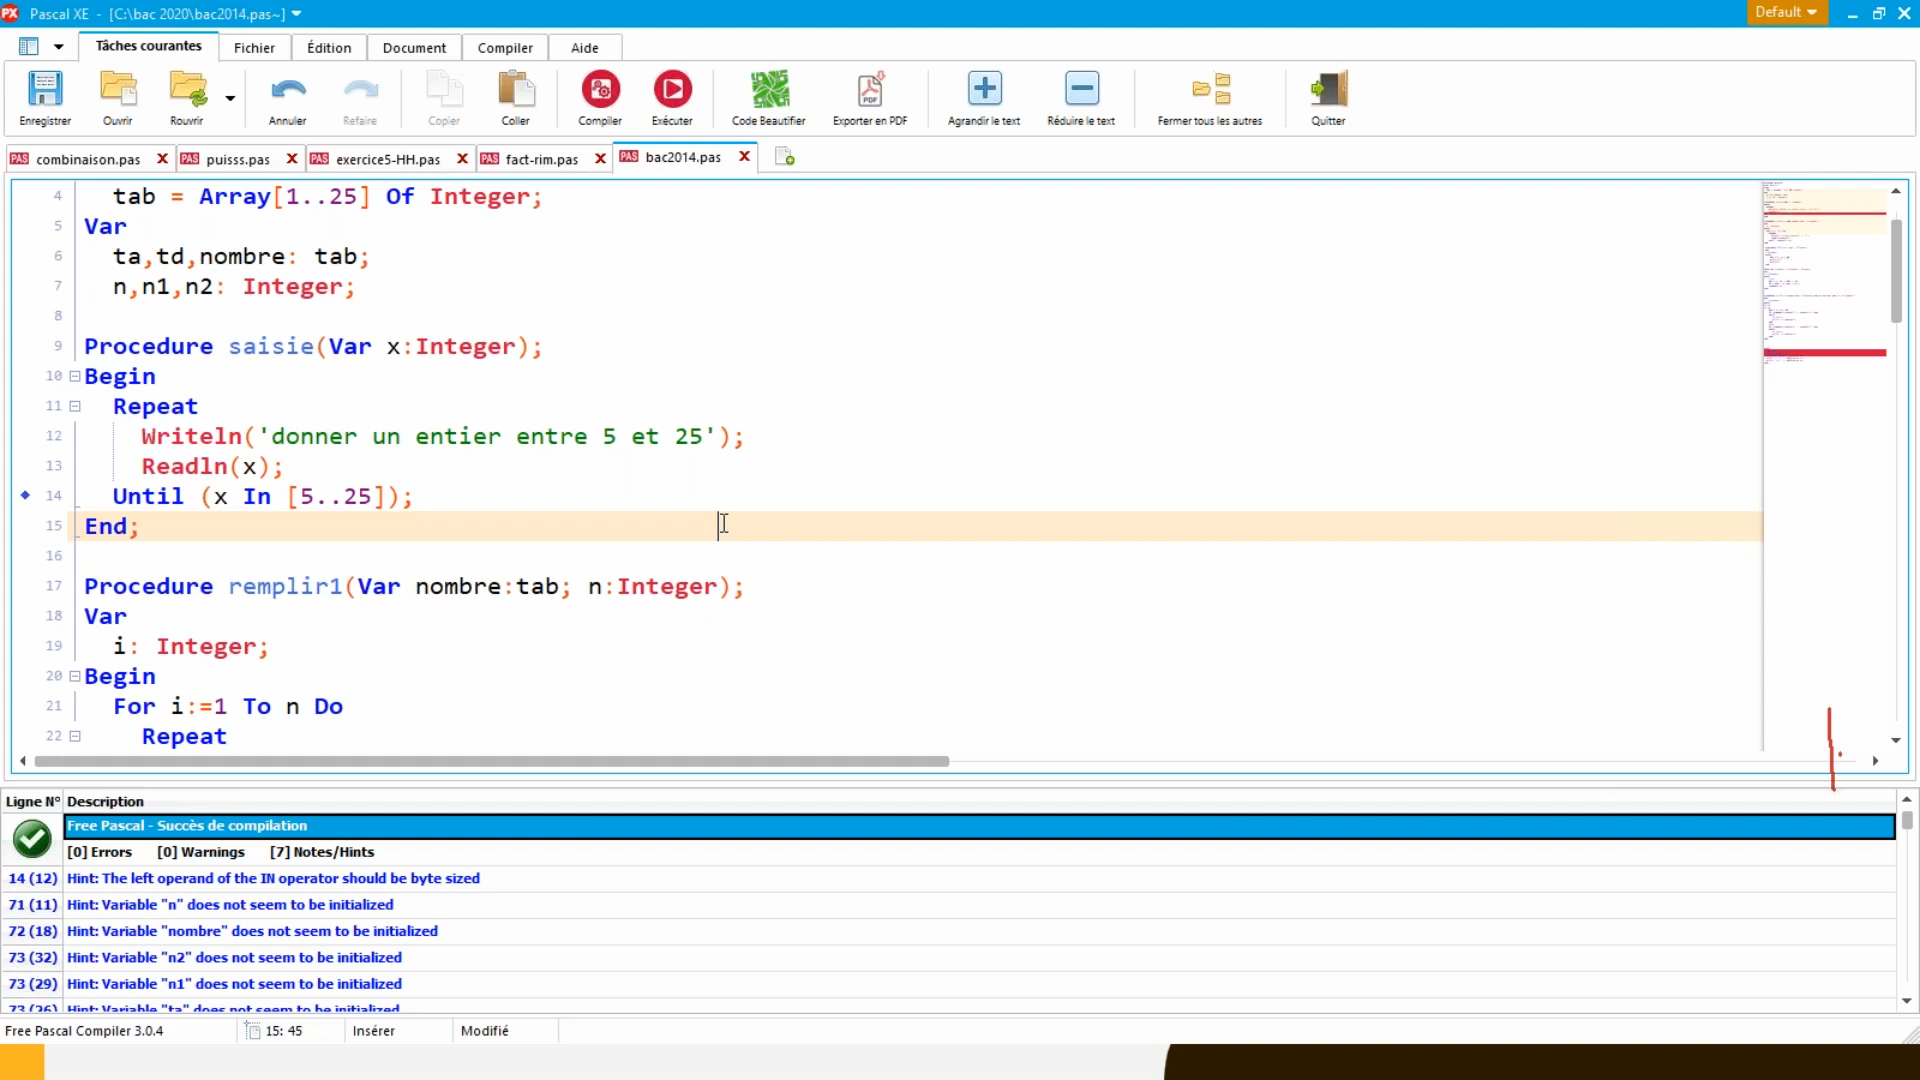 PX Pascal XE - [C:\bac 2020\bac2014.pas~]
Default
Tâches courantes
Fichier
Édition
Document
Compiler
Aide
Enregistrer
Ouvrir
Rouvrir
Annuler
Refaire
Copier
Coller
Compiler
Exécuter
Code Beautifier
PDF
Exporter en PDF
Agrandir le text
Réduire le text
Fermer tous les autres
Quitter
PAS combinaison.pas
PAS puisss.pas
PAS exercice5-HH.pas
PAS fact-rim.pas
PAS bac2014.pas
4 tab = Array[1..25] Of Integer;
5 Var
6 ta,td,nombre: tab;
7 n,n1,n2: Integer;
8
9 Procedure saisie(Var x:Integer);
10 Begin
11 Repeat
12 Writeln('donner un entier entre 5 et 25');
13 Readln(x);
14 Until (x In [5..25]);
15 End;
16
17 Procedure remplir1(Var nombre:tab; n:Integer);
18 Var
19 i: Integer;
20 Begin
21 For i:=1 To n Do
22 Repeat
Ligne N° Description
Free Pascal - Succès de compilation
[0] Errors [0] Warnings [7] Notes/Hints
14 (12) Hint: The left operand of the IN operator should be byte sized
71 (11) Hint: Variable "n" does not seem to be initialized
72 (18) Hint: Variable "nombre" does not seem to be initialized
73 (32) Hint: Variable "n2" does not seem to be initialized
73 (29) Hint: Variable "n1" does not seem to be initialized
73 (26) Hint: Variable "ta" does not seem to be initialized
Free Pascal Compiler 3.0.4
15: 45
Insérer
Modifié